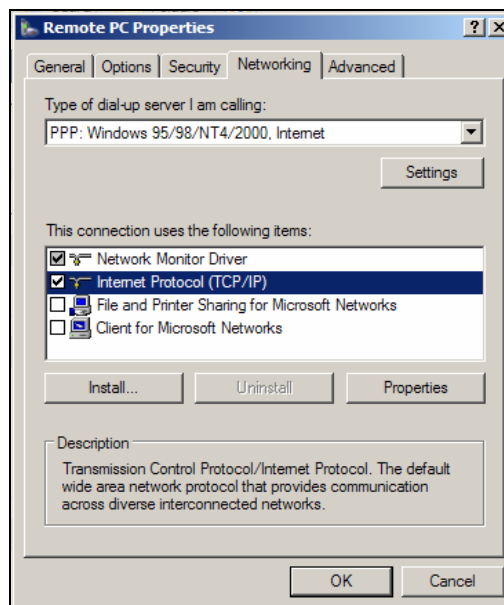 Remote PC Properties
General Options Security Networking Advanced
Type of dial-up server I am calling:
PPP: Windows 95/98/NT4/2000, Internet
Settings
This connection uses the following items:
Network Monitor Driver
Internet Protocol (TCP/IP)
File and Printer Sharing for Microsoft Networks
Client for Microsoft Networks
Install... Uninstall Properties
Description
Transmission Control Protocol/Internet Protocol. The default
wide area network protocol that provides communication
across diverse interconnected networks.
OK Cancel